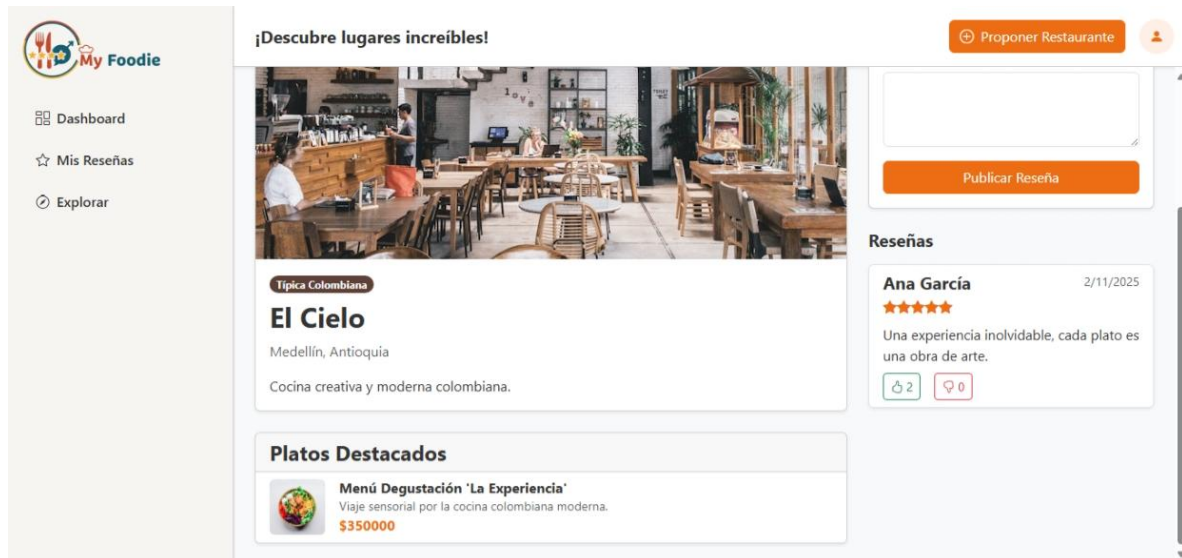 My Foodie
Dashboard
Mis Reseñas
Explorar
¡Descubre lugares increíbles!
Proponer Restaurante
love
Típica Colombiana
El Cielo
Medellín, Antioquia
Cocina creativa y moderna colombiana.
Platos Destacados
Menú Degustación 'La Experiencia'
Viaje sensorial por la cocina colombiana moderna.
$350000
Publicar Reseña
Reseñas
Ana García
2/11/2025
Una experiencia inolvidable, cada plato es
una obra de arte.
2
0